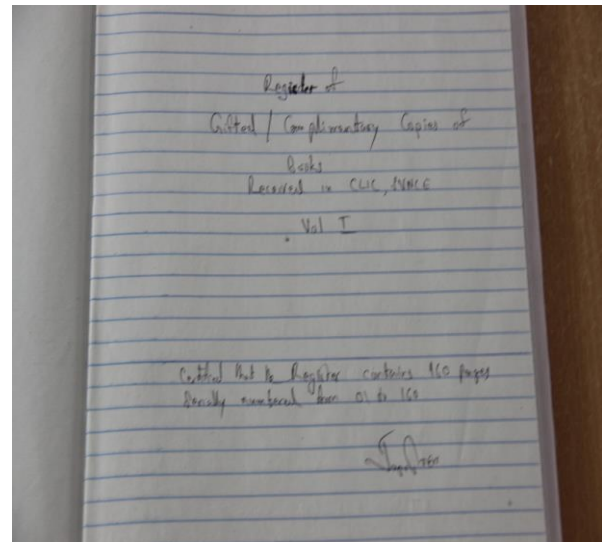 Register of
Gifted / Complimentary Copies of
Books
Received in CLIC,
Vol I
Certified that the Register contains 160 pages
Serially numbered from 01 to 160